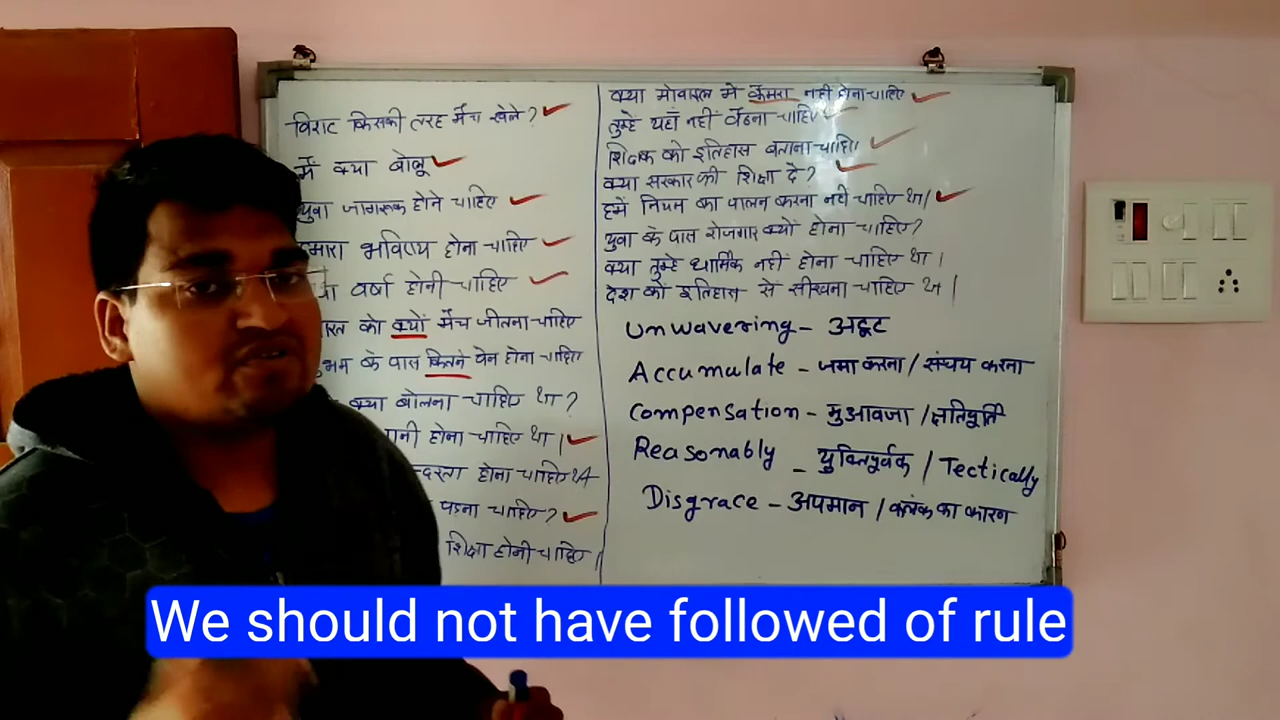 विराट किसकी तरह मैच खेले?
में क्या बोलू
युवा जागरूक होने चाहिए
हमारा भविष्य होना चाहिए
वर्षा होनी चाहिए
को क्यों मैच जीतना चाहिए
के पास कितने पेन होना चाहिए
क्या बोलना चाहिए था?
होना चाहिए था।
होना चाहिए था
पढना चाहिए?
शिक्षा होनी चाहिए।
क्या मोबाइल में केमरा नहीं होना चाहिए
तुम्हे यहाँ नहीं बैठना चाहिए
शिक्षक को इतिहास बताना चाहिए।
क्या सरकार की शिक्षा दे?
हमें नियम का पालन करना नही चाहिए था।
युवा के पास रोजगार क्यों होना चाहिए?
क्या तुम्हे धार्मिक नहीं होना चाहिए था।
देश को इतिहास से सीखना चाहिए था।
Unwavering - अटूट
Accumulate - जमा करना / संचय करना
Compensation - मुआवजा / क्षतिपूर्ति
Reasonably - युक्तिपूर्वक / Tectically
Disgrace - अपमान / कलंक का कारण
We should not have followed of rule